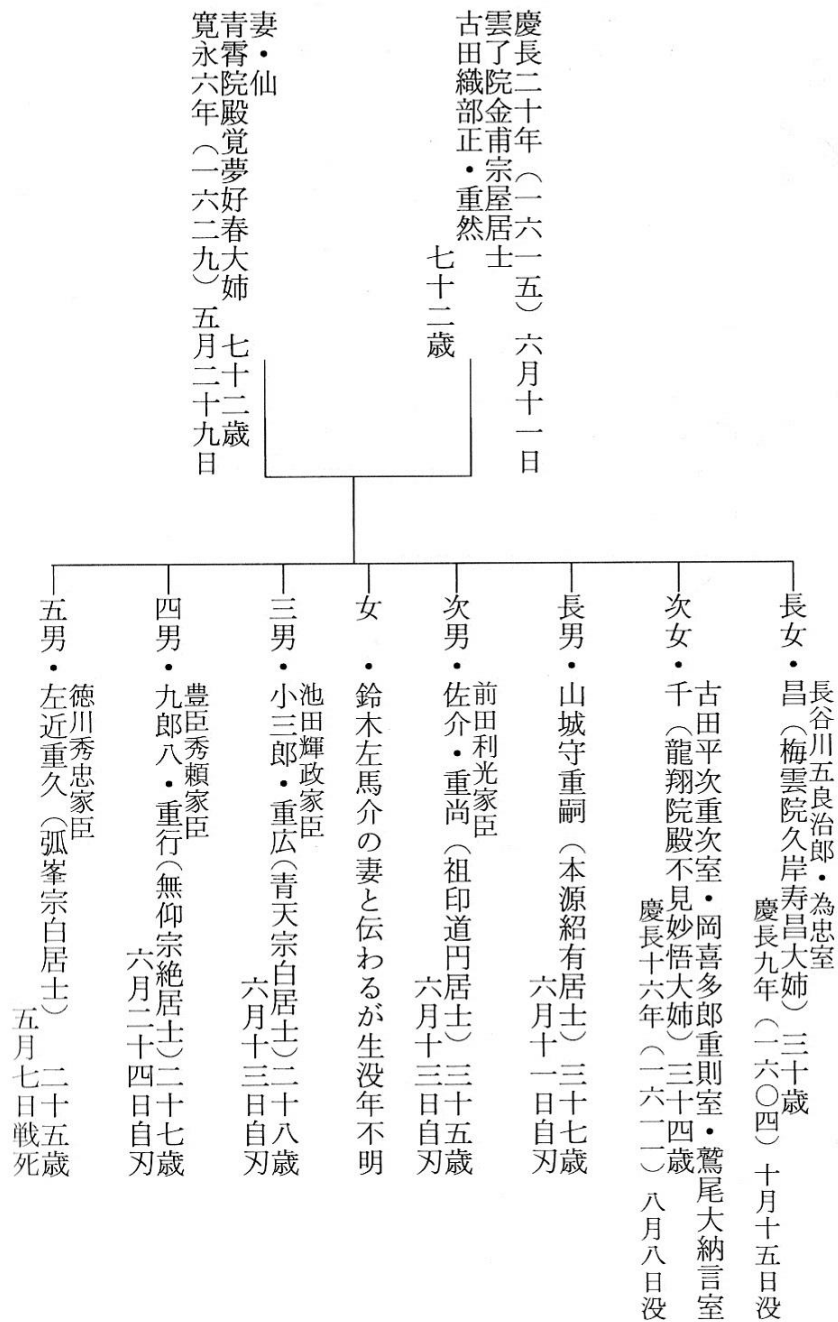 慶長二十年（一六一五）六月十一日
雲了院金甫宗屋居士
古田織部正・重然
七十二歳
妻・仙
青霄院殿覚夢好春大姉　七十二歳
寛永六年（一六二九）五月二十九日
長谷川五良治郎・為忠室
長女・昌（梅雲院久岸寿昌大姉）三十歳
慶長九年（一六〇四）十月十五日没
古田平次重次室・岡喜多郎重則室・鷲尾大納言室
次女・千（龍翔院殿不見妙悟大姉）三十四歳
慶長十六年（一六一一）八月八日没
長男・山城守重嗣（本源紹有居士）三十七歳
六月十一日自刃
前田利光家臣
次男・佐介・重尚（祖印道円居士）三十五歳
六月十三日自刃
女　・鈴木左馬介の妻と伝わるが生没年不明
池田輝政家臣
三男・小三郎・重広（青天宗白居士）二十八歳
六月十三日自刃
豊臣秀頼家臣
四男・九郎八・重行（無仰宗絶居士）二十七歳
六月二十四日自刃
徳川秀忠家臣
五男・左近重久（弧峯宗白居士）二十五歳
五月七日戦死